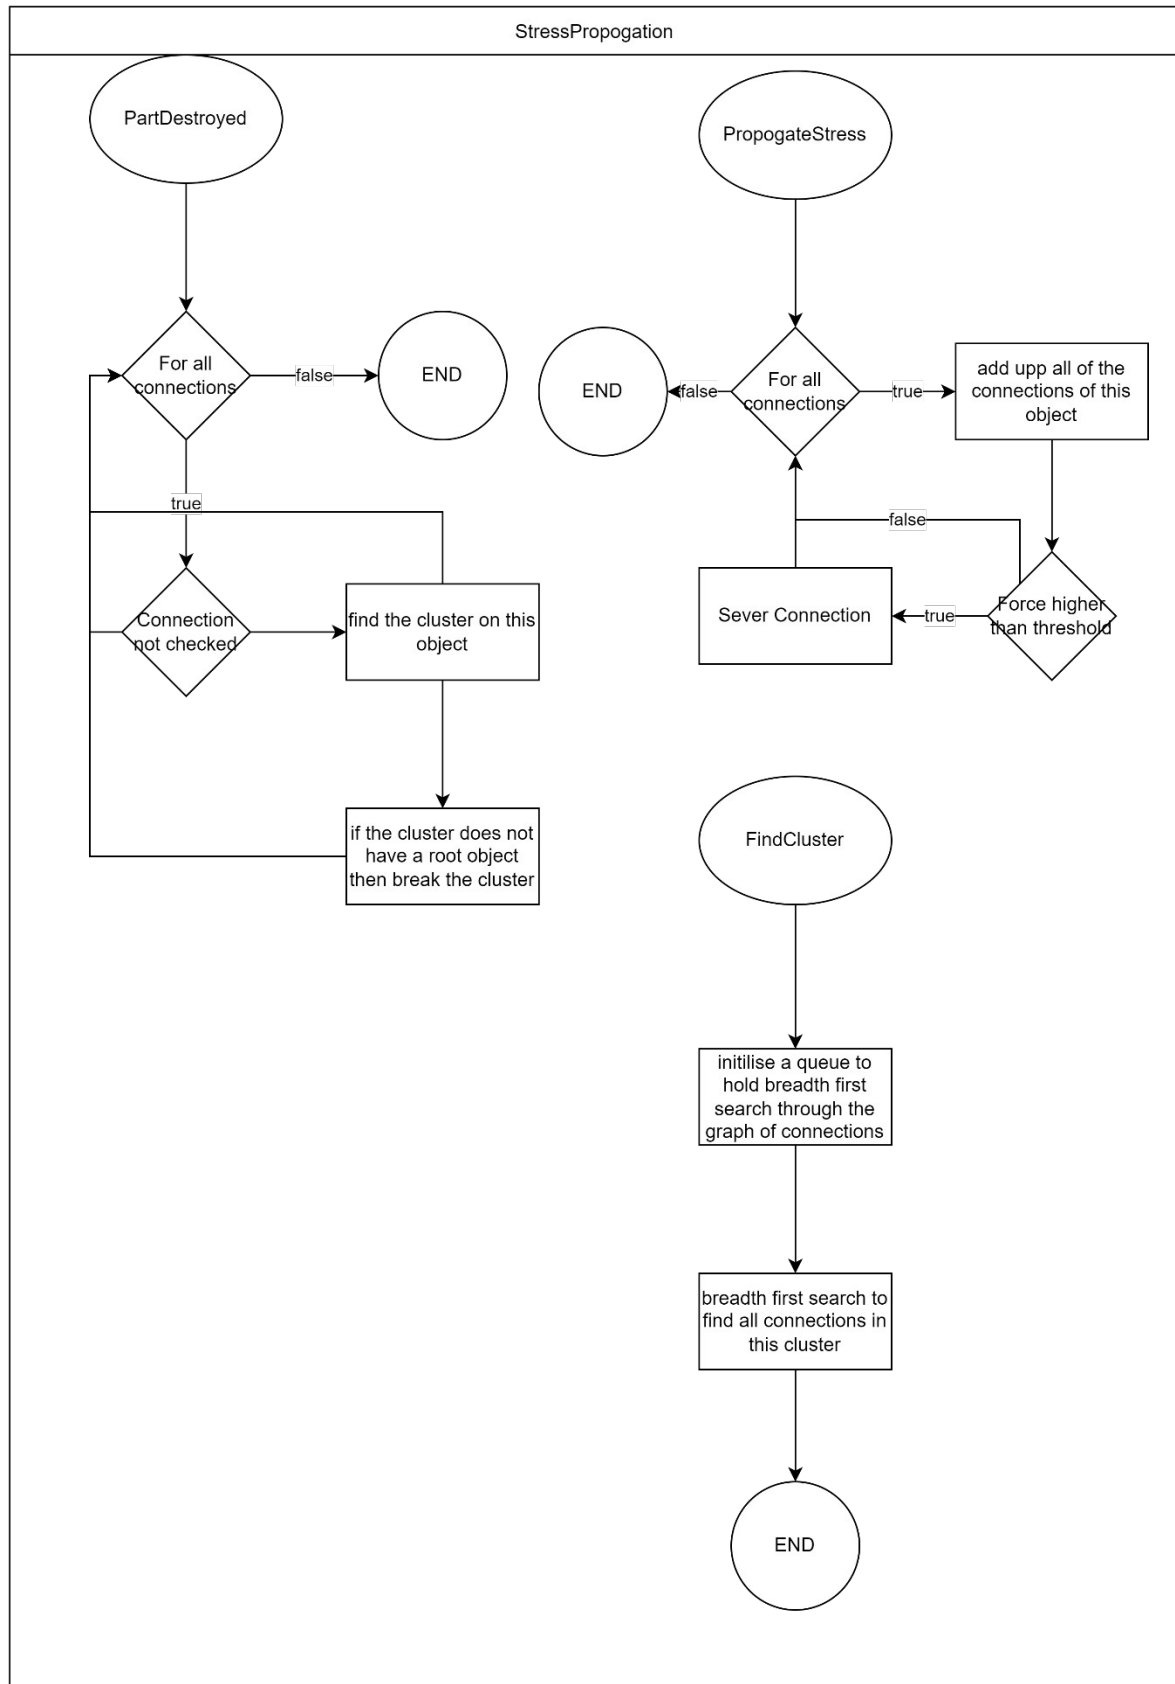 StressPropogation
PartDestroyed
For all
connections
false
END
true
Connection
not checked
find the cluster on this
object
if the cluster does not
have a root object
then break the cluster
PropogateStress
END
false
For all
connections
true
add upp all of the
connections of this
object
false
Sever Connection
true
Force higher
than threshold
FindCluster
initilise a queue to
hold breadth first
search through the
graph of connections
breadth first search to
find all connections in
this cluster
END